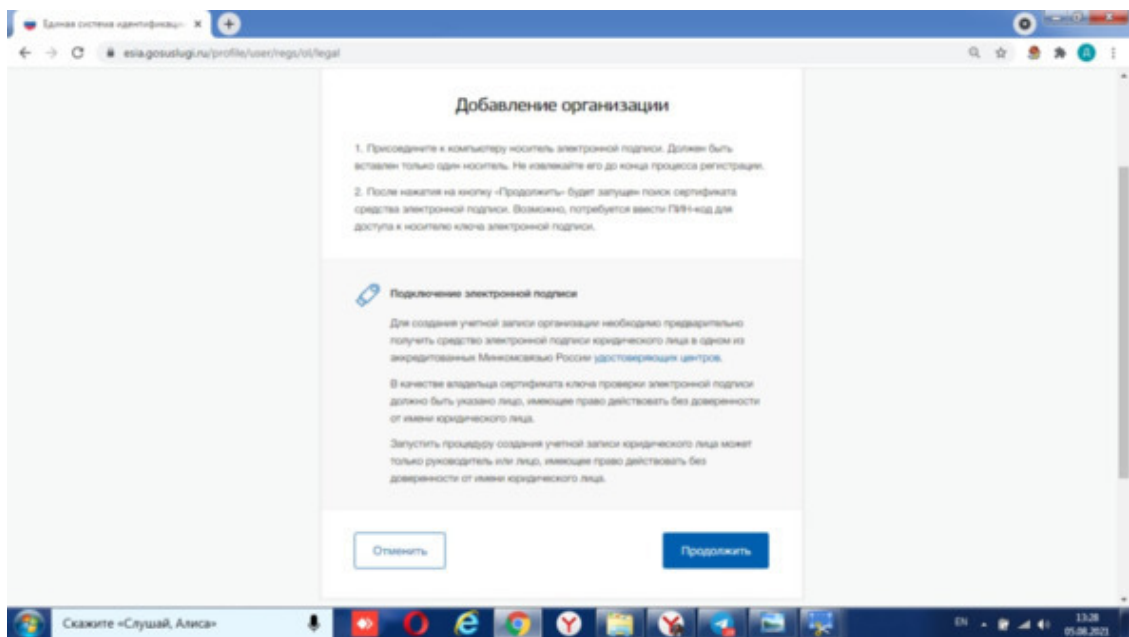 Единая система идентификаци
esia.gosuslugi.ru/profile/user/regs/ol/legal
Д
Добавление организации
1. Присоедините к компьютеру носитель электронной подписи. Должен быть
вставлен только один носитель. Не извлекайте его до конца процесса регистрации.
2. После нажатия на кнопку «Продолжить» будет запущен поиск сертификата
средства электронной подписи. Возможно, потребуется ввести ПИН-код для
доступа к носителю ключа электронной подписи.
Подключение электронной подписи
Для создания учетной записи организации необходимо предварительно
получить средство электронной подписи юридического лица в одном из
аккредитованных Минкомсвязью России удостоверяющих центров.
В качестве владельца сертификата ключа проверки электронной подписи
должно быть указано лицо, имеющее право действовать без доверенности
от имени юридического лица.
Запустить процедуру создания учетной записи юридического лица может
только руководитель или лицо, имеющее право действовать без
доверенности от имени юридического лица.
Отменить
Продолжить
Скажите «Слушай, Алиса»
EN
13:28
05.08.2021